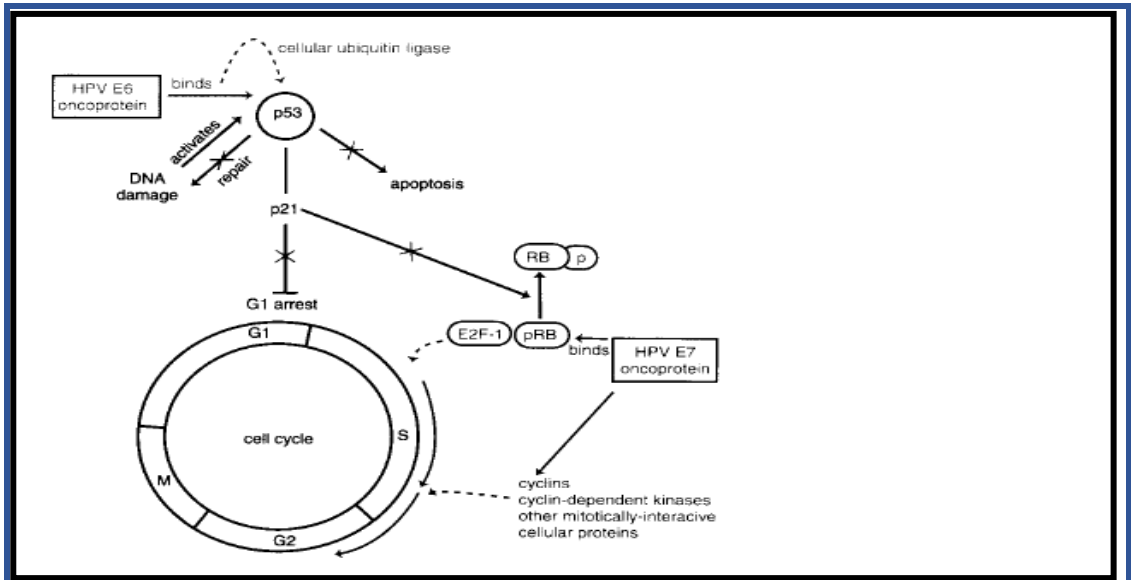 cellular ubiquitin ligase
HPV E6
oncoprotein
binds
p53
activates
repair
DNA
damage
apoptosis
p21
RB
p
G1 arrest
G1
E2F-1
pRB
binds
HPV E7
oncoprotein
cell cycle
S
M
G2
cyclins
cyclin-dependent kinases
other mitotically-interacive
cellular proteins